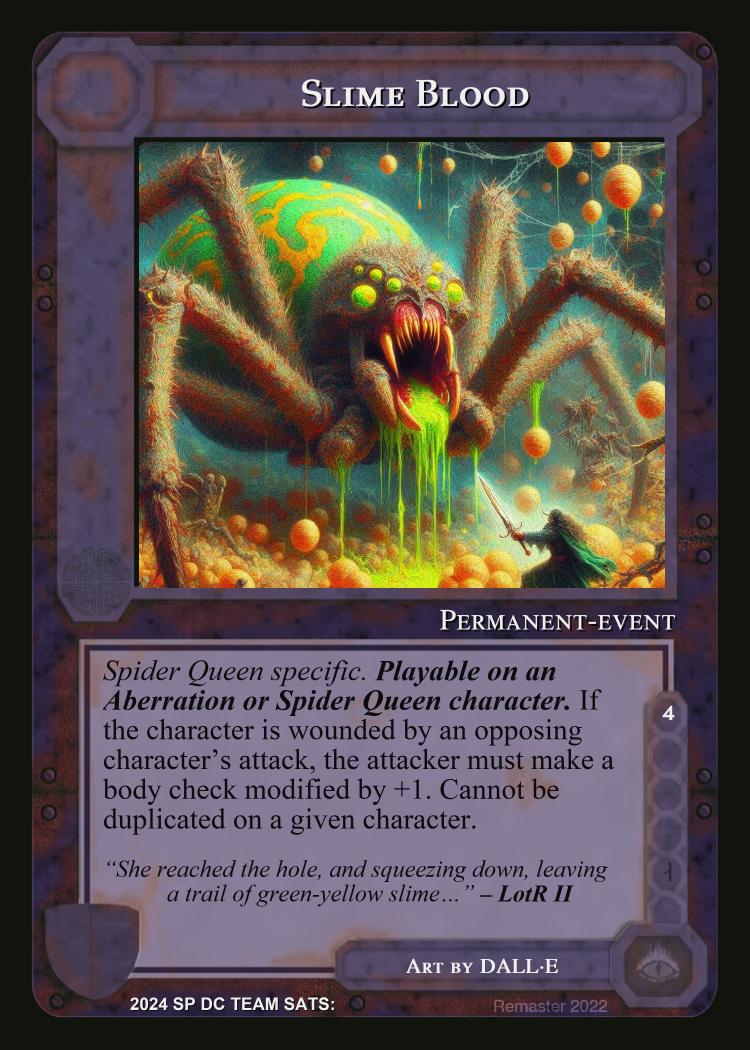 Slime Blood
Permanent-event
Spider Queen specific. Playable on an
Aberration or Spider Queen character. If
the character is wounded by an opposing
character's attack, the attacker must make a
body check modified by +1. Cannot be
duplicated on a given character.
4
“She reached the hole, and squeezing down, leaving
a trail of green-yellow slime…” – LotR II
Art by DALL·E
2024 SP DC TEAM SATS:
Remaster 2022